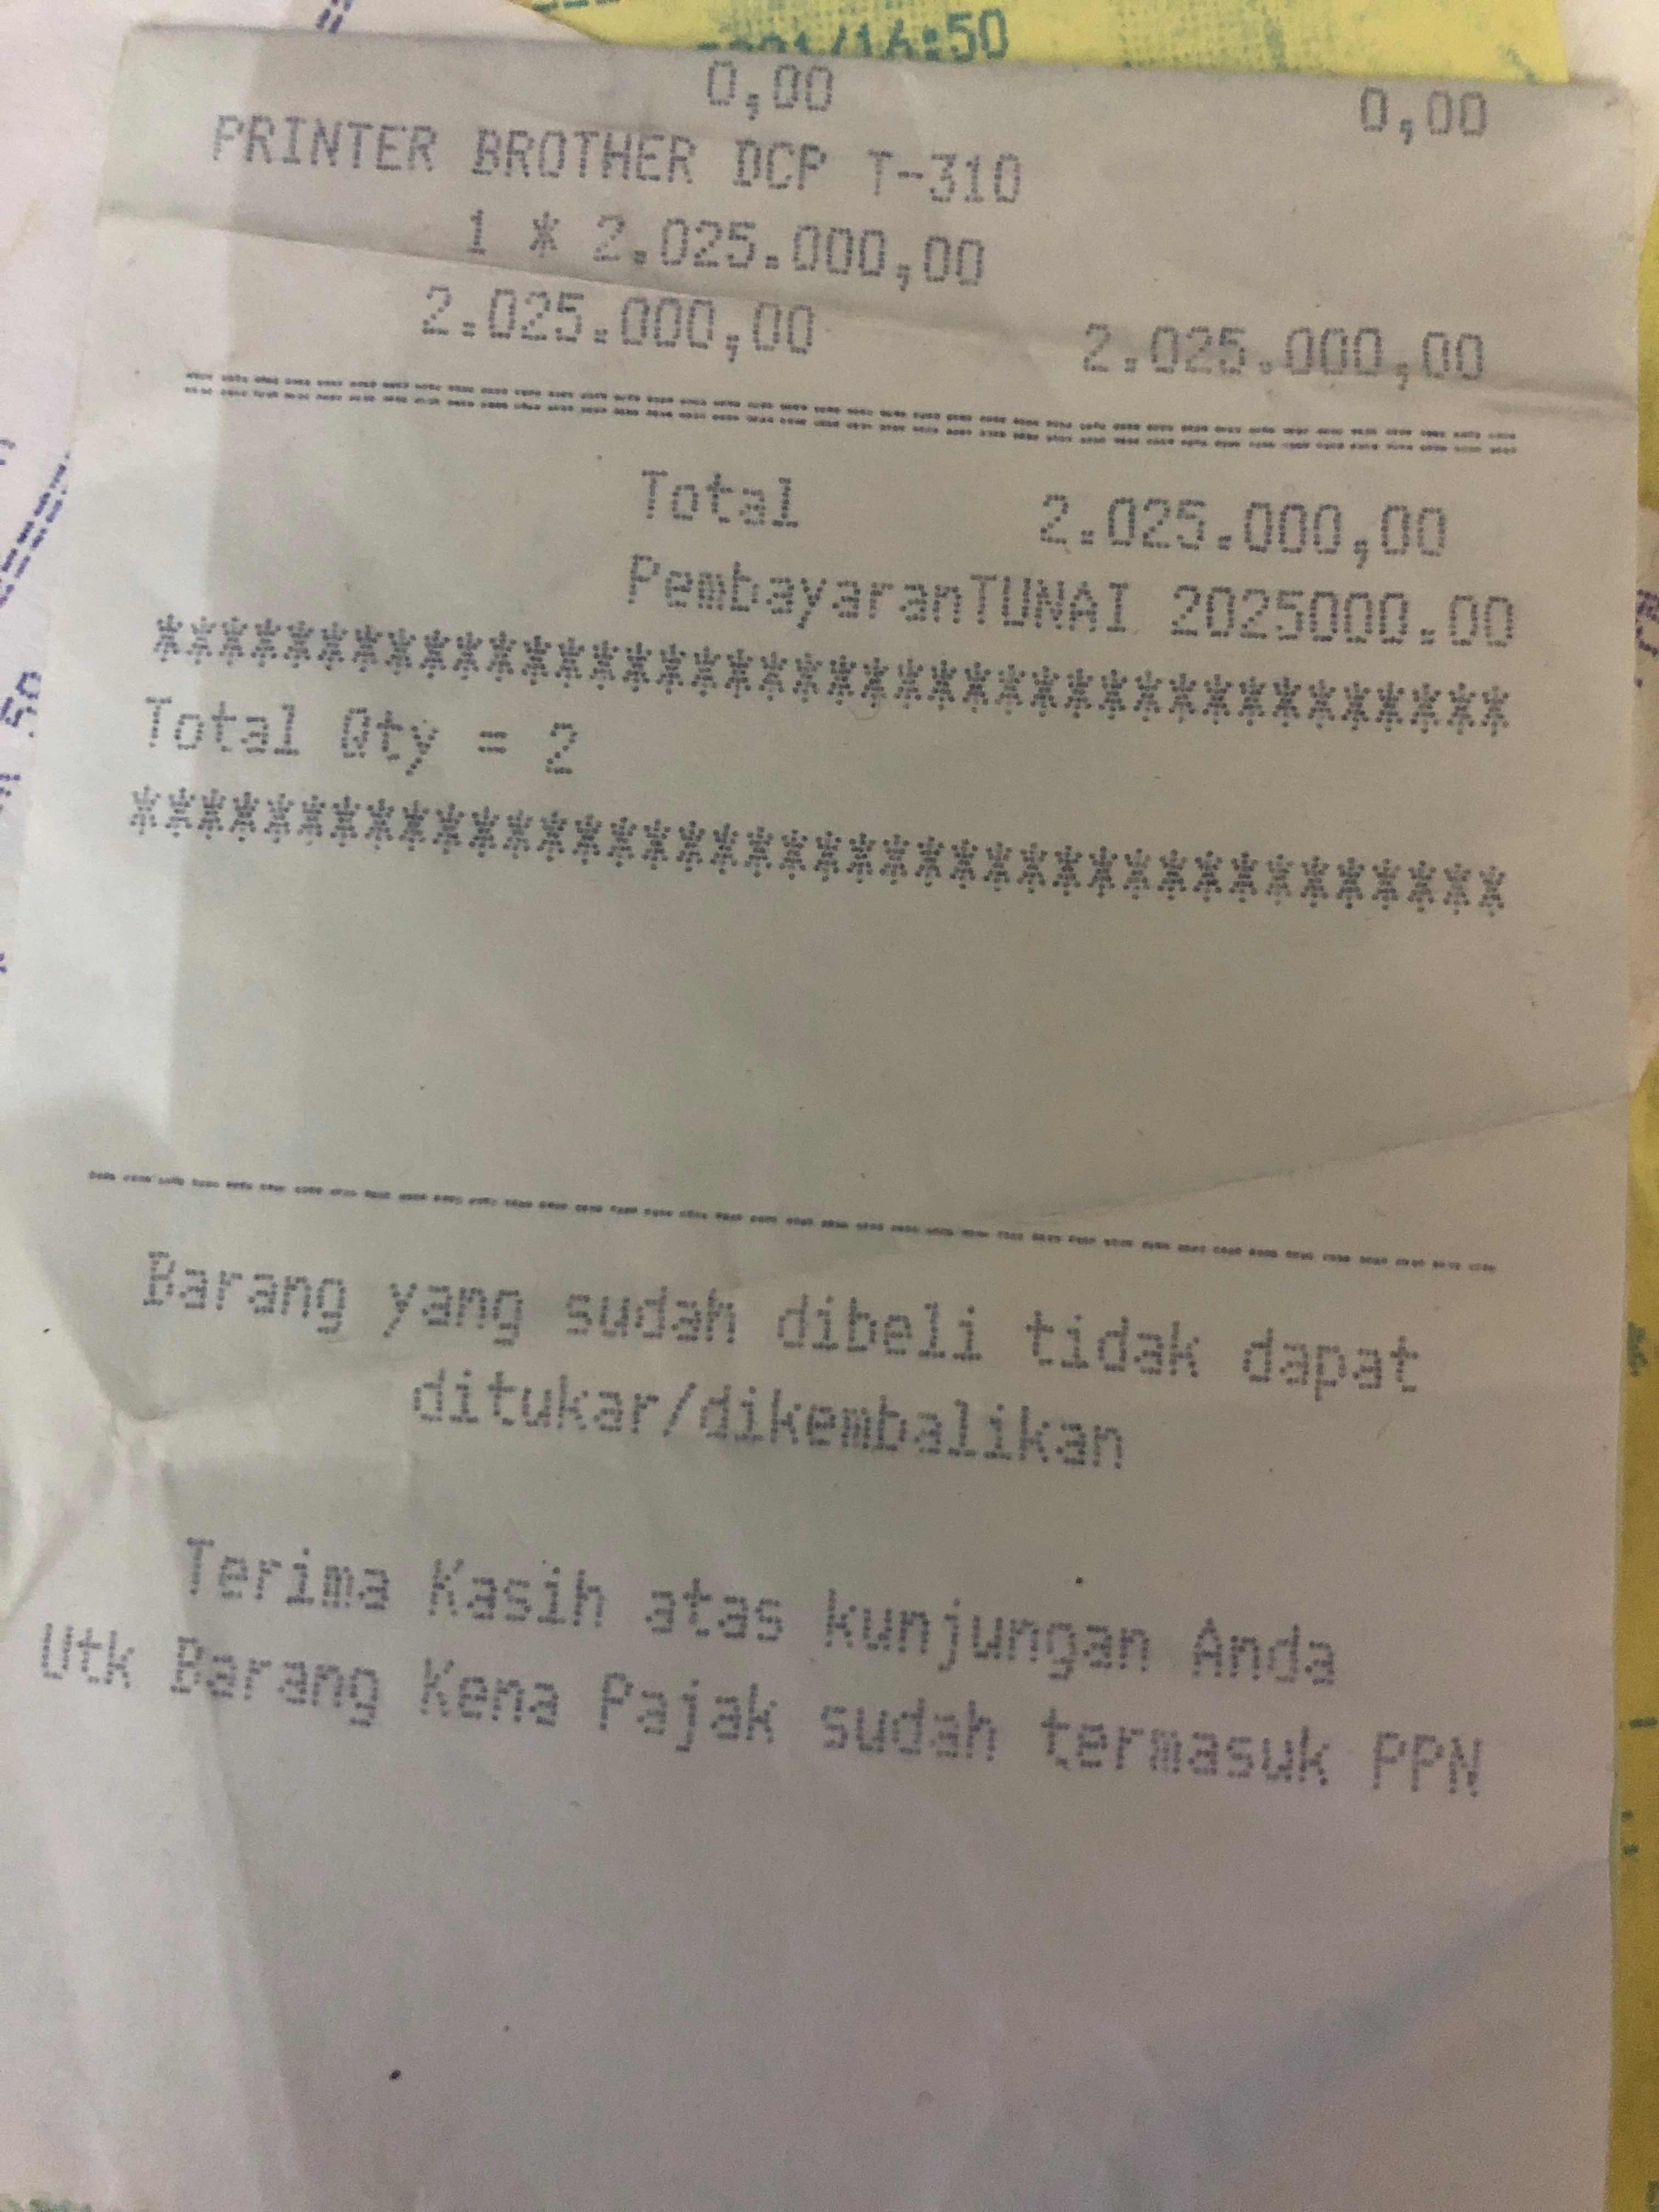 /16:50
0,00 0,00
PRINTER BROTHER DCP T-310
1 * 2.025.000,00
2.025.000,00 2.025.000,00
================================================
Total 2.025.000,00
PembayaranTUNAI 2025000.00
****************************************
Total Qty = 2
****************************************
----------------------------------------
Barang yang sudah dibeli tidak dapat
ditukar/dikembalikan
Terima Kasih atas kunjungan Anda
Utk Barang Kena Pajak sudah termasuk PPN